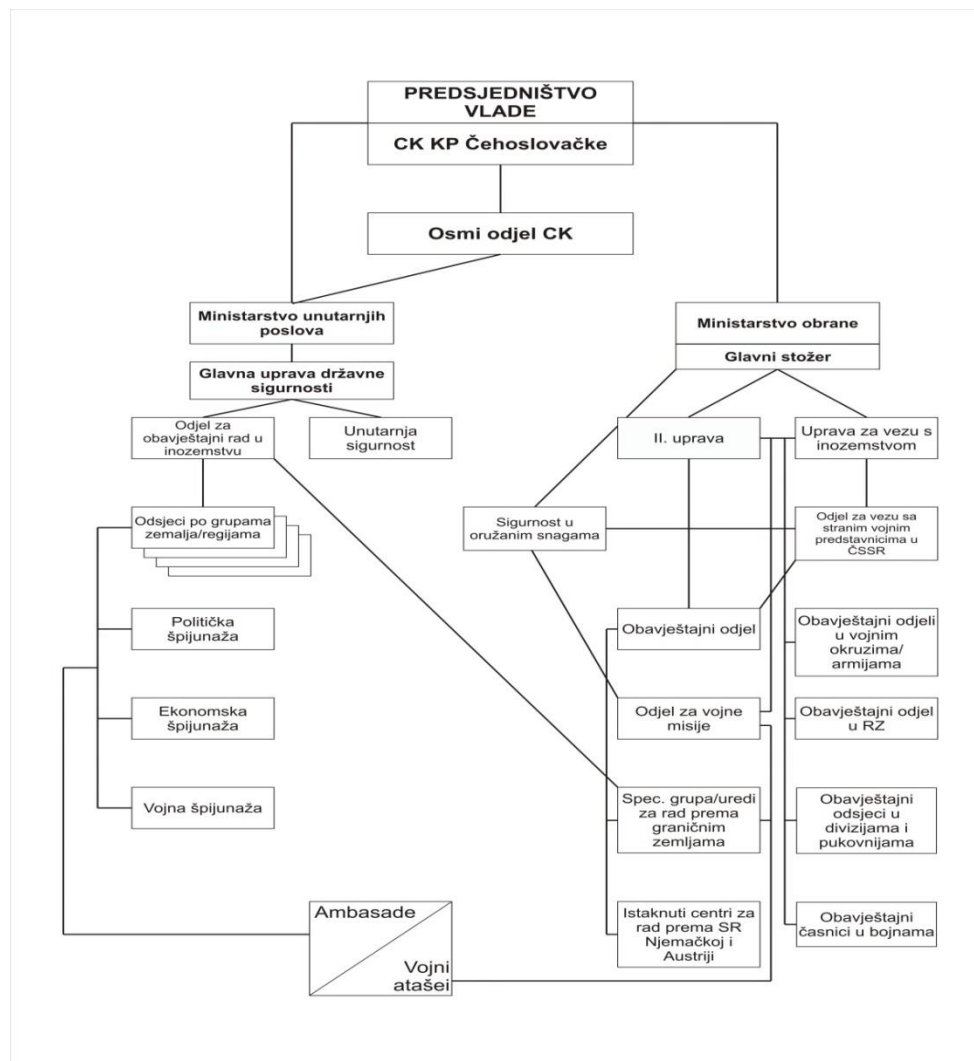 PREDSJEDNIŠTVO
VLADE
CK KP Čehoslovačke
Osmi odjel CK
Ministarstvo unutarnjih
poslova
Glavna uprava državne
sigurnosti
Odjel za
obavještajni rad u
inozemstvu
Unutarnja
sigurnost
Odsjeci po grupama
zemalja/regijama
Politička
špijunaža
Ekonomska
špijunaža
Vojna špijunaža
Ambasade
Vojni
atašei
Ministarstvo obrane
Glavni stožer
II. uprava
Uprava za vezu s
inozemstvom
Sigurnost u
oružanim snagama
Odjel za vezu sa
stranim vojnim
predstavnicima u
ČSSR
Obavještajni odjel
Obavještajni odjeli
u vojnim
okruzima/
armijama
Odjel za vojne
misije
Obavještajni odjel
u RZ
Spec. grupa/uredi
za rad prema
graničnim
zemljama
Obavještajni
odsjeci u
divizijama i
pukovnijama
Istaknuti centri za
rad prema SR
Njemačkoj i
Austriji
Obavještajni
časnici u bojnama